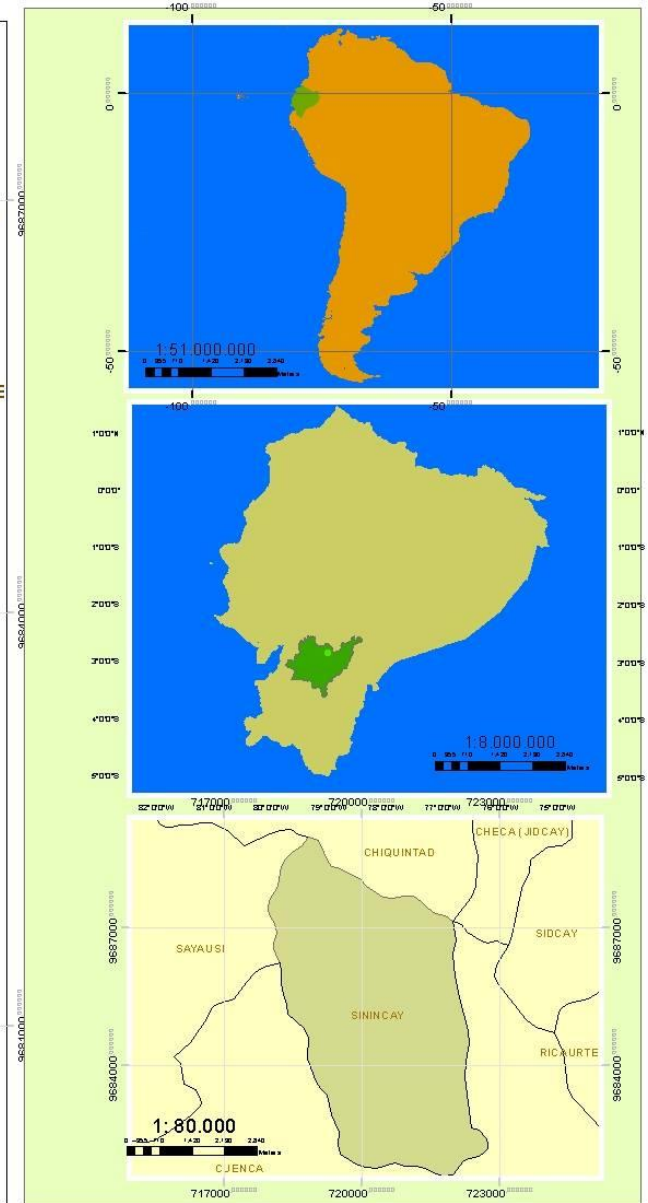 -100 -50
0 0
-50 -50
1:51.000.000
Meters
-100 -50
1°0'0"N 1°0'0"N
0°0'0" 0°0'0"
1°0'0"S 1°0'0"S
2°0'0"S 2°0'0"S
3°0'0"S 3°0'0"S
4°0'0"S 4°0'0"S
5°0'0"S 5°0'0"S
1:8.000.000
Meters
82°0'0"W 81°0'0"W 80°0'0"W 79°0'0"W 78°0'0"W 77°0'0"W 76°0'0"W 75°0'0"W
717000 720000 723000
CHECA (JIDCAY)
CHIQUINTAD
SIDCAY
SAYAUSI
SININCAY
RICAURTE
9687000 9687000
9684000 9684000
1:80.000
Meters
CUENCA
717000 720000 723000
9687000
9684000
9681000